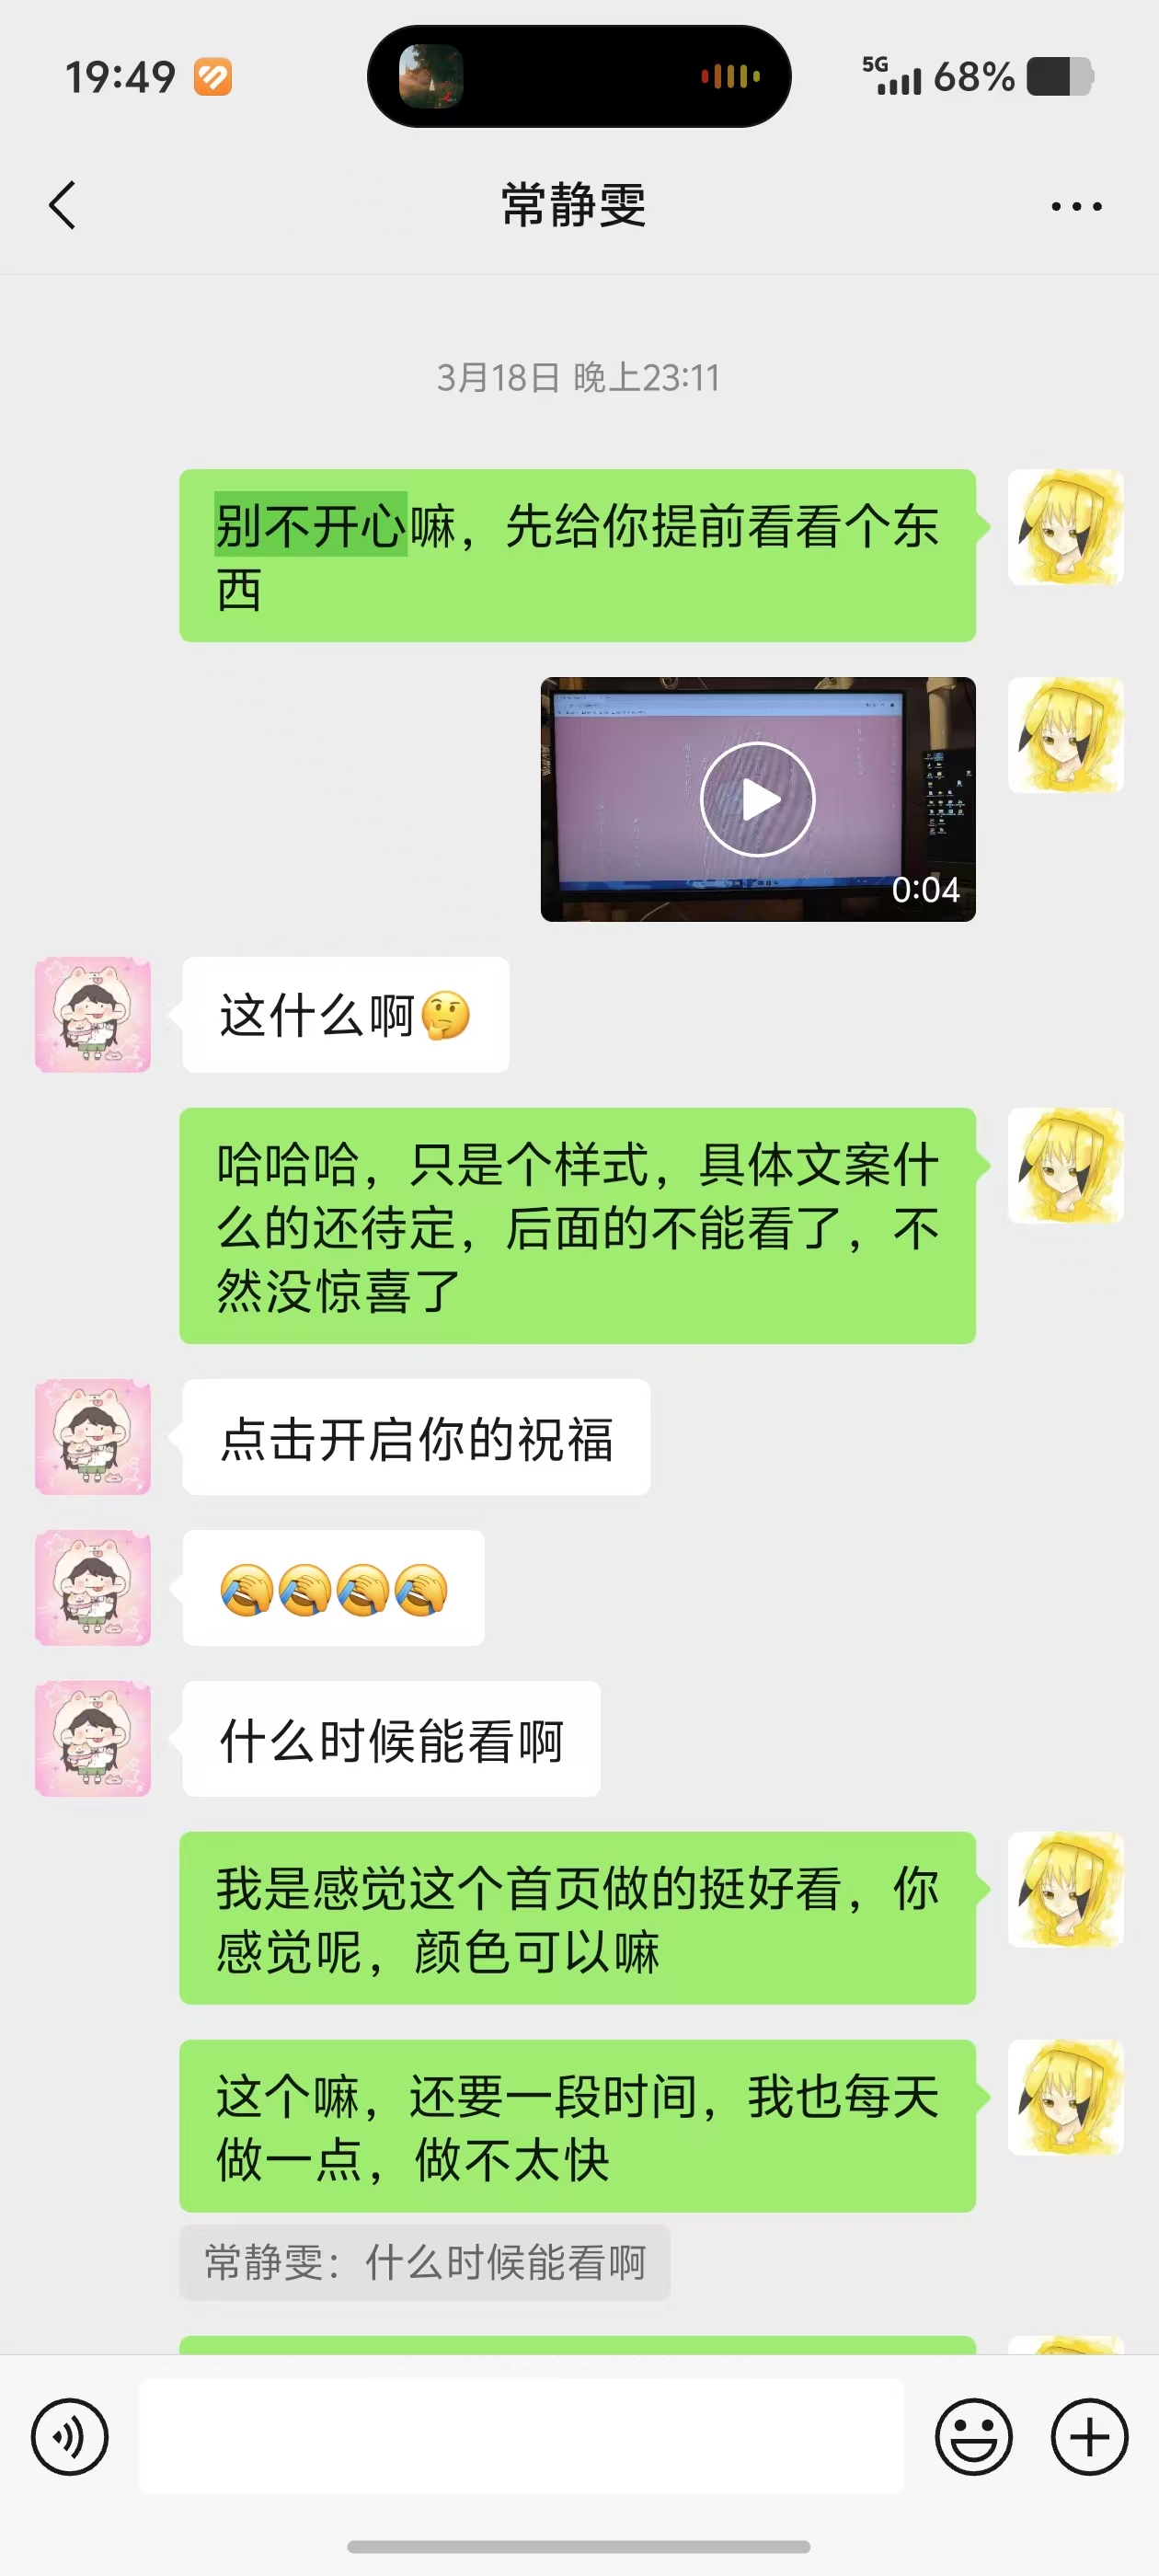 19:49
5G
68%
常静雯
3月18日 晚上23:11
别不开心嘛，先给你提前看看个东
西
0:04
这什么啊🤔
哈哈哈，只是个样式，具体文案什
么的还待定，后面的不能看了，不
然没惊喜了
点击开启你的祝福
🤦🤦🤦🤦
什么时候能看啊
我是感觉这个首页做的挺好看，你
感觉呢，颜色可以嘛
这个嘛，还要一段时间，我也每天
做一点，做不太快
常静雯：什么时候能看啊